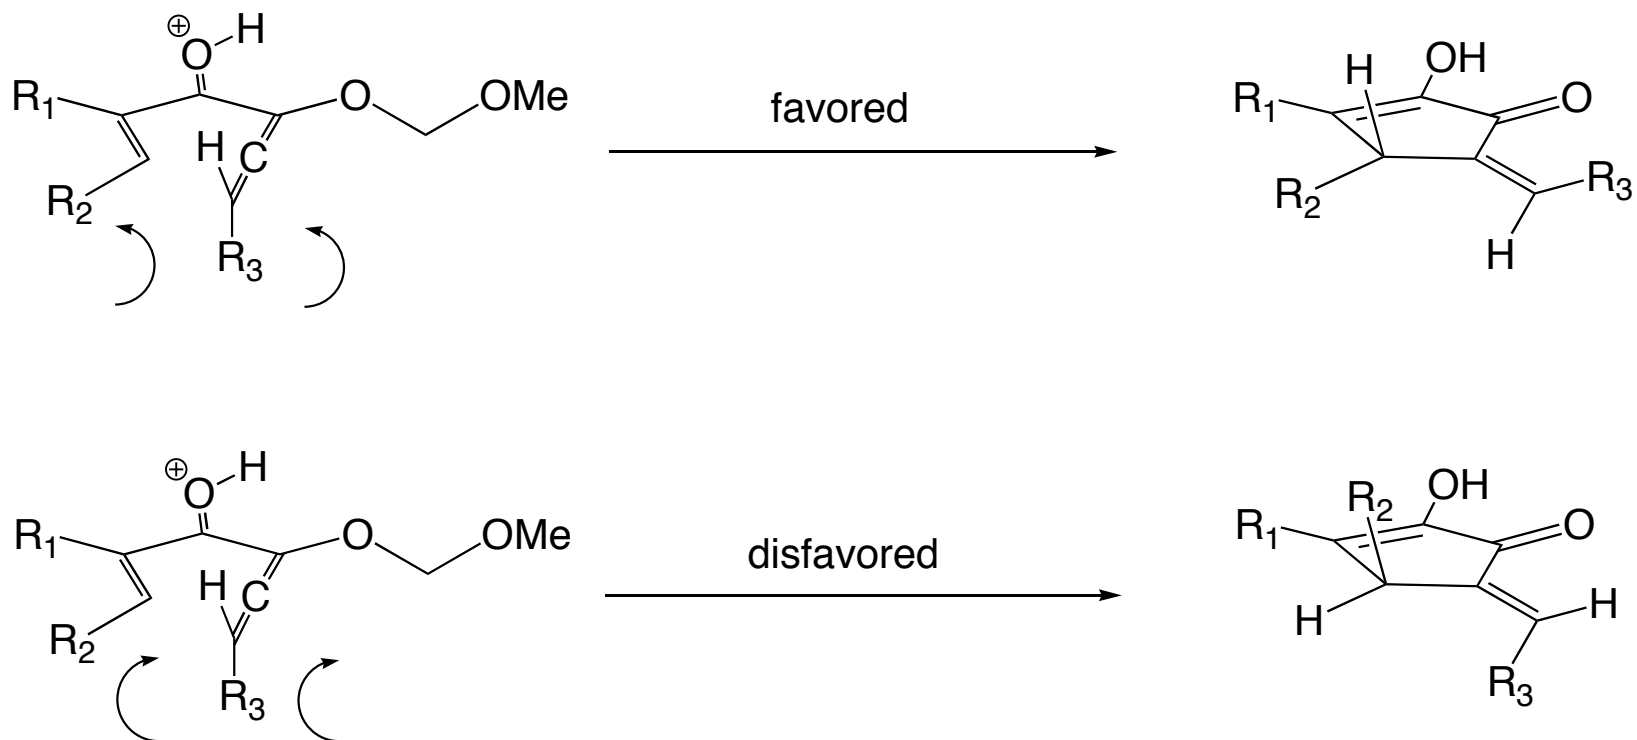 ⊕
H
O
R1
O
OMe
H
C
R2
R3
favored
H
OH
R1
O
R2
R3
H
⊕
H
O
R1
O
OMe
H
C
R2
R3
disfavored
R2
OH
R1
O
H
H
R3